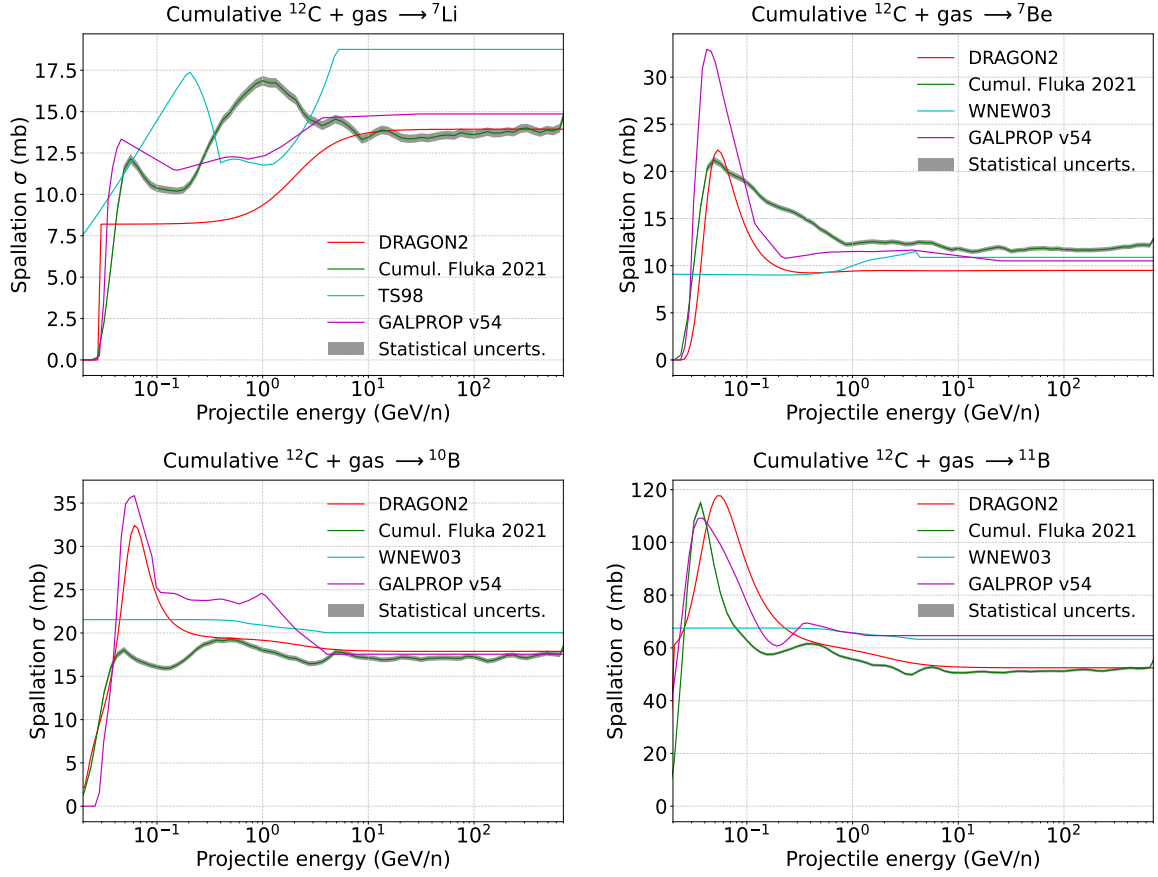 Cumulative ¹²C + gas → ⁷Li
Spallation σ (mb)
17.5
15.0
12.5
10.0
7.5
5.0
2.5
0.0
DRAGON2
Cumul. Fluka 2021
TS98
GALPROP v54
Statistical uncerts.
10⁻¹ 10⁰ 10¹ 10²
Projectile energy (GeV/n)
Cumulative ¹²C + gas → ⁷Be
Spallation σ (mb)
30
25
20
15
10
5
0
DRAGON2
Cumul. Fluka 2021
WNEW03
GALPROP v54
Statistical uncerts.
10⁻¹ 10⁰ 10¹ 10²
Projectile energy (GeV/n)
Cumulative ¹²C + gas → ¹⁰B
Spallation σ (mb)
35
30
25
20
15
10
5
0
DRAGON2
Cumul. Fluka 2021
WNEW03
GALPROP v54
Statistical uncerts.
10⁻¹ 10⁰ 10¹ 10²
Projectile energy (GeV/n)
Cumulative ¹²C + gas → ¹¹B
Spallation σ (mb)
120
100
80
60
40
20
0
DRAGON2
Cumul. Fluka 2021
WNEW03
GALPROP v54
Statistical uncerts.
10⁻¹ 10⁰ 10¹ 10²
Projectile energy (GeV/n)